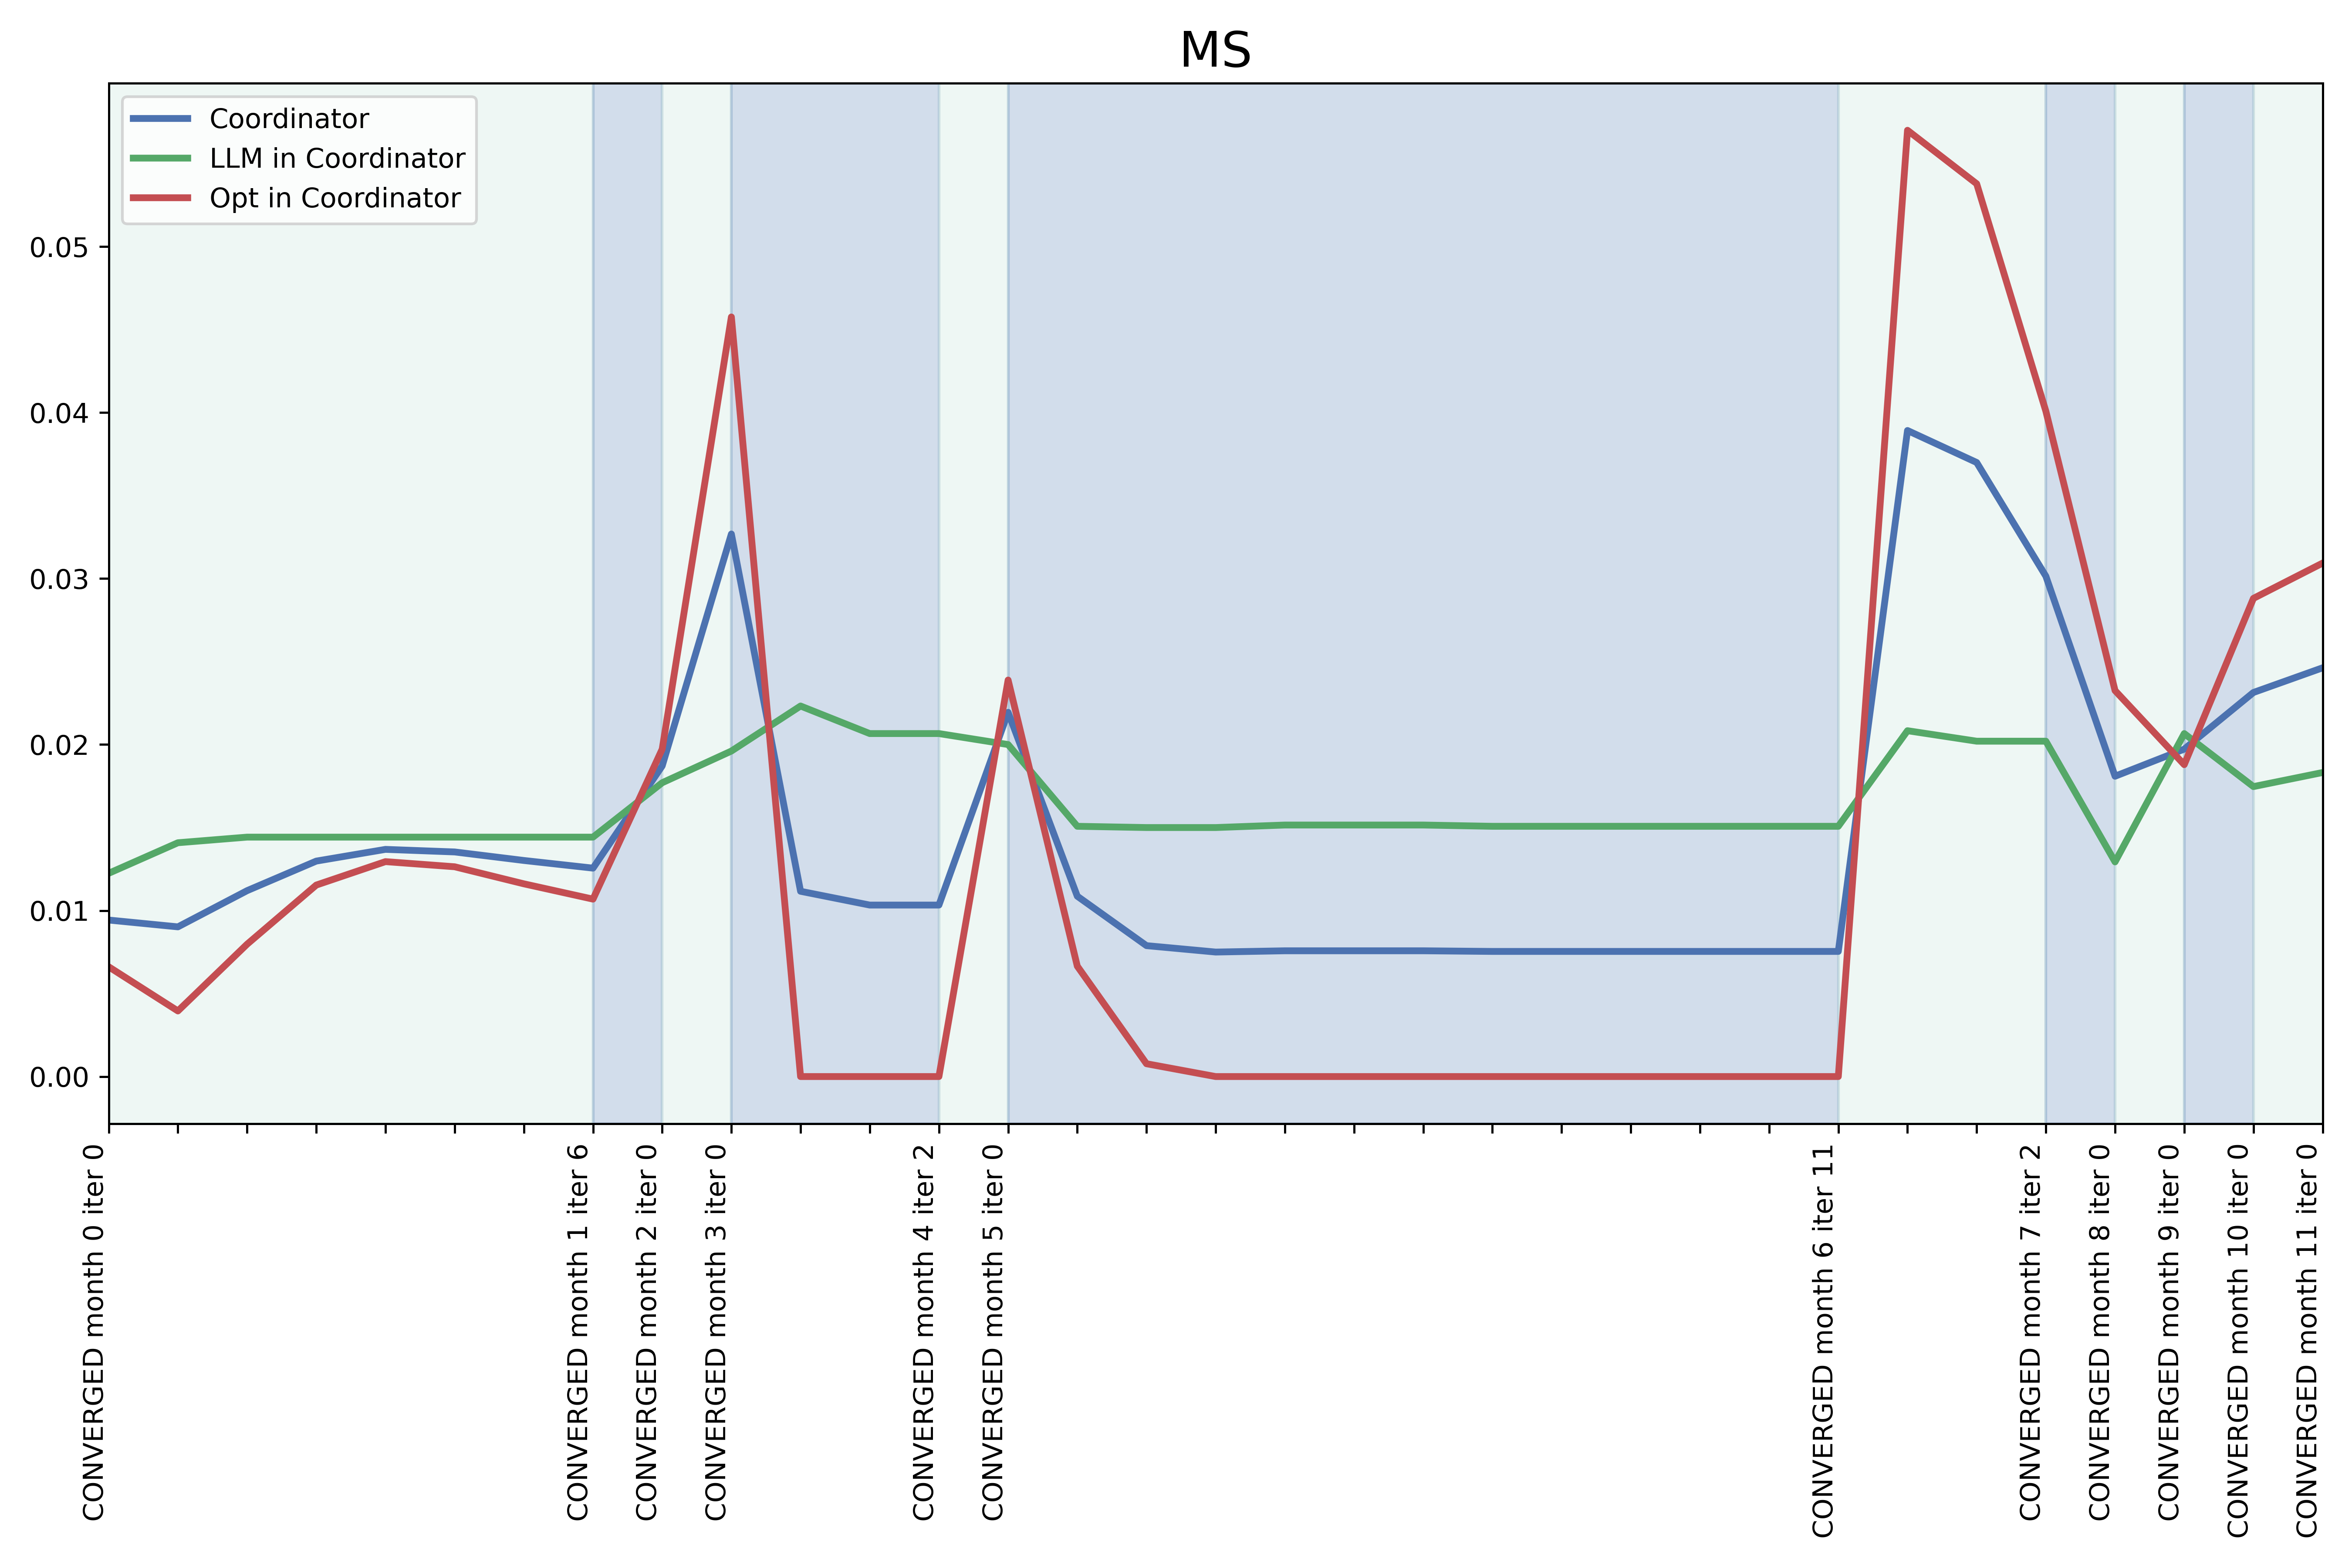 MS
Coordinator
LLM in Coordinator
Opt in Coordinator
0.05
0.04
0.03
0.02
0.01
0.00
CONVERGED month 0 iter 0
CONVERGED month 1 iter 6
CONVERGED month 2 iter 0
CONVERGED month 3 iter 0
CONVERGED month 4 iter 2
CONVERGED month 5 iter 0
CONVERGED month 6 iter 11
CONVERGED month 7 iter 2
CONVERGED month 8 iter 0
CONVERGED month 9 iter 0
CONVERGED month 10 iter 0
CONVERGED month 11 iter 0